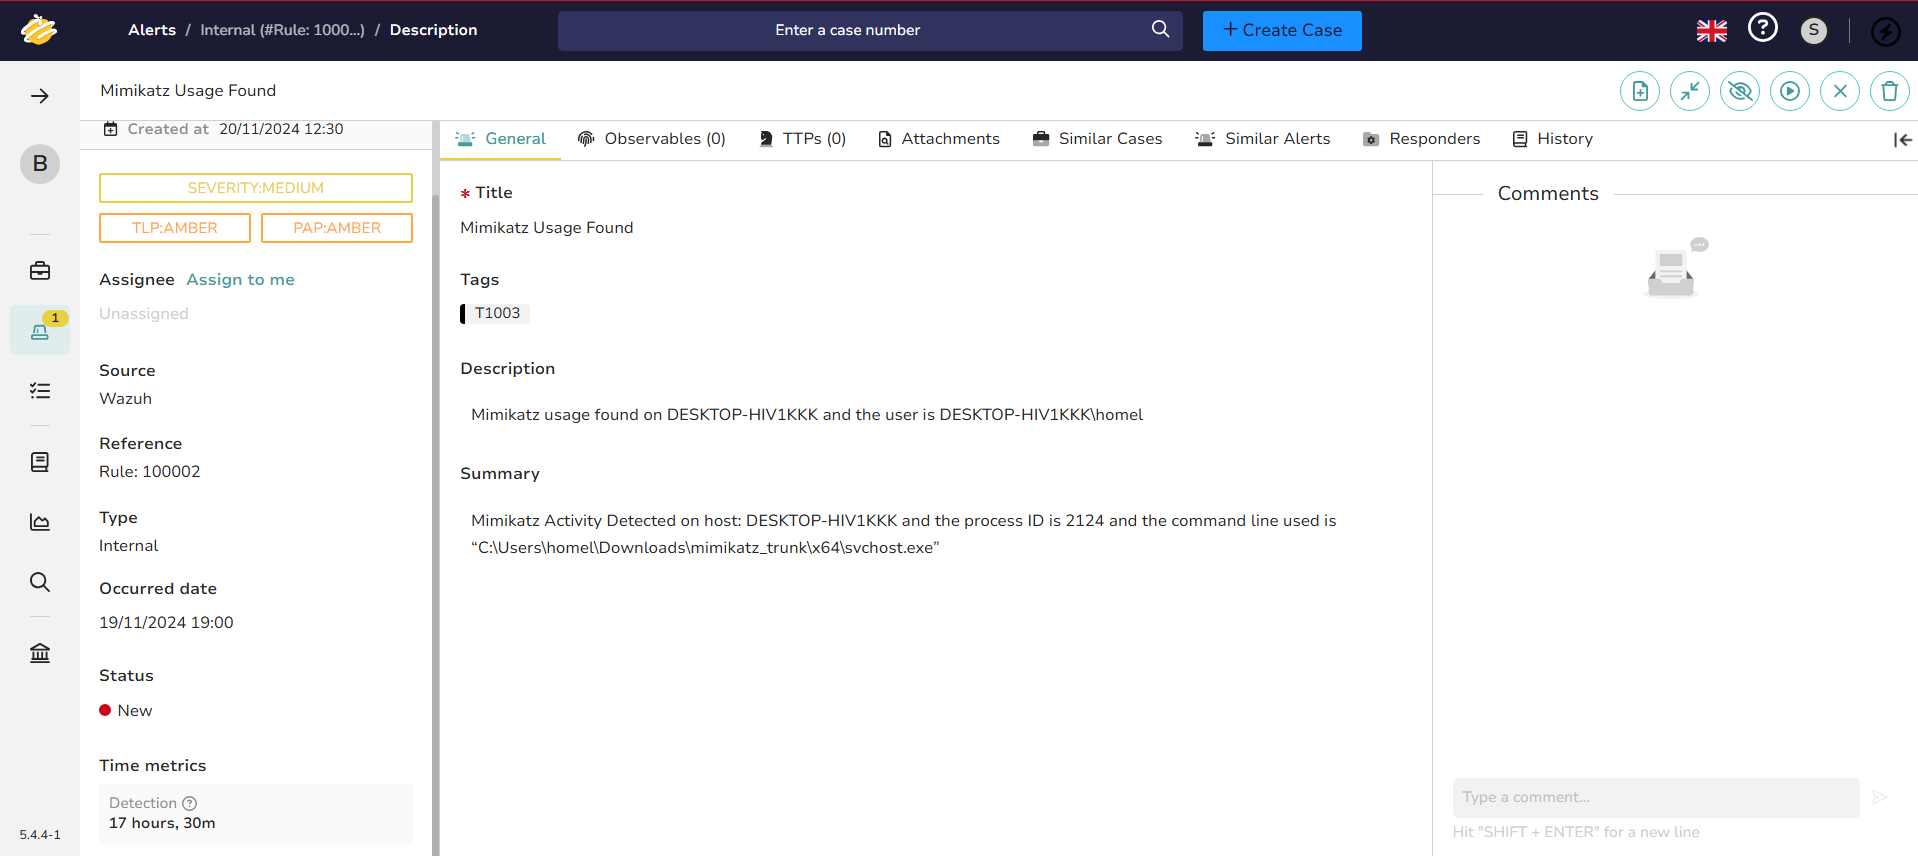 Alerts / Internal (#Rule: 1000...) / Description
Enter a case number
+ Create Case
S
Mimikatz Usage Found
B
1
5.4.4-1
Created at 20/11/2024 12:30
SEVERITY:MEDIUM
TLP:AMBER
PAP:AMBER
Assignee Assign to me
Unassigned
Source
Wazuh
Reference
Rule: 100002
Type
Internal
Occurred date
19/11/2024 19:00
Status
New
Time metrics
Detection ?
17 hours, 30m
General
Observables (0)
TTPs (0)
Attachments
Similar Cases
Similar Alerts
Responders
History
* Title
Mimikatz Usage Found
Tags
T1003
Description
Mimikatz usage found on DESKTOP-HIV1KKK and the user is DESKTOP-HIV1KKK\homel
Summary
Mimikatz Activity Detected on host: DESKTOP-HIV1KKK and the process ID is 2124 and the command line used is
“C:\Users\homel\Downloads\mimikatz_trunk\x64\svchost.exe”
Comments
Type a comment...
Hit "SHIFT + ENTER" for a new line